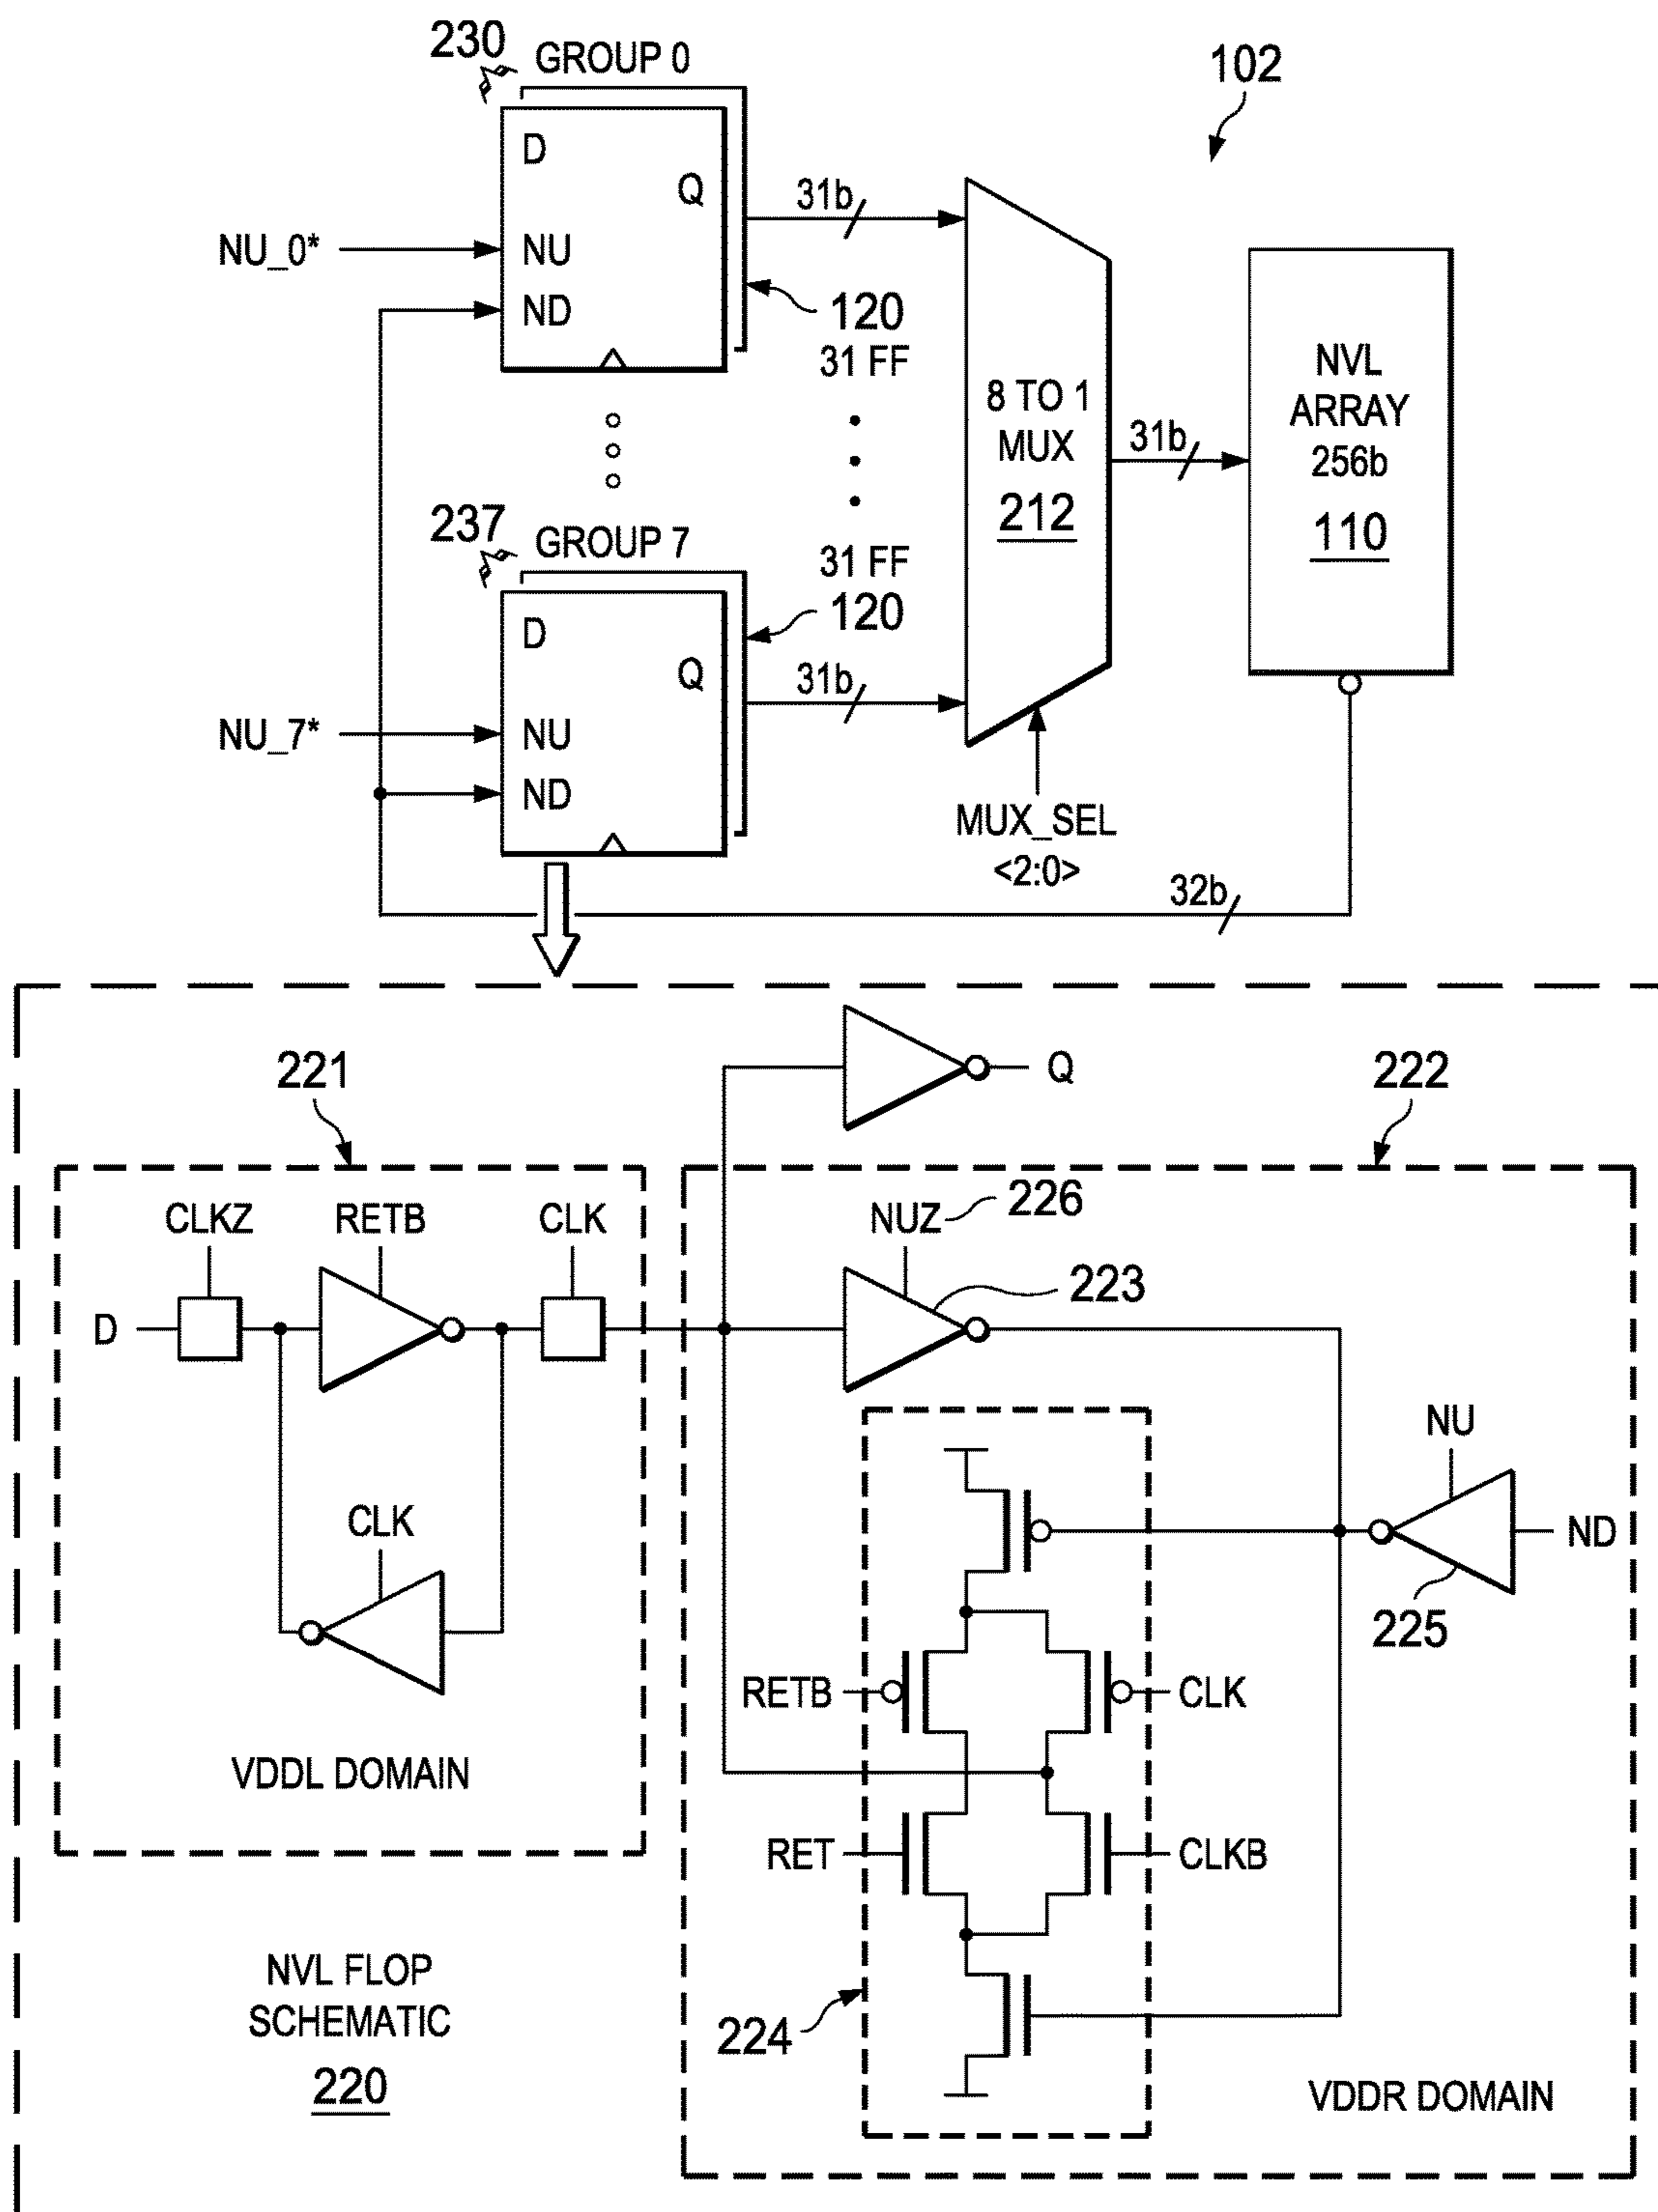 230
GROUP 0
102
D
Q
31b
NU_0*
NU
ND
120
31 FF
8 TO 1
MUX
212
31b
NVL
ARRAY
256b
110
237
GROUP 7
31 FF
120
D
Q
31b
NU_7*
NU
ND
MUX_SEL
<2:0>
32b
221
Q
222
CLKZ
RETB
CLK
NUZ
226
D
223
CLK
NU
ND
225
RETB
CLK
VDDL DOMAIN
RET
CLKB
NVL FLOP
SCHEMATIC
220
224
VDDR DOMAIN